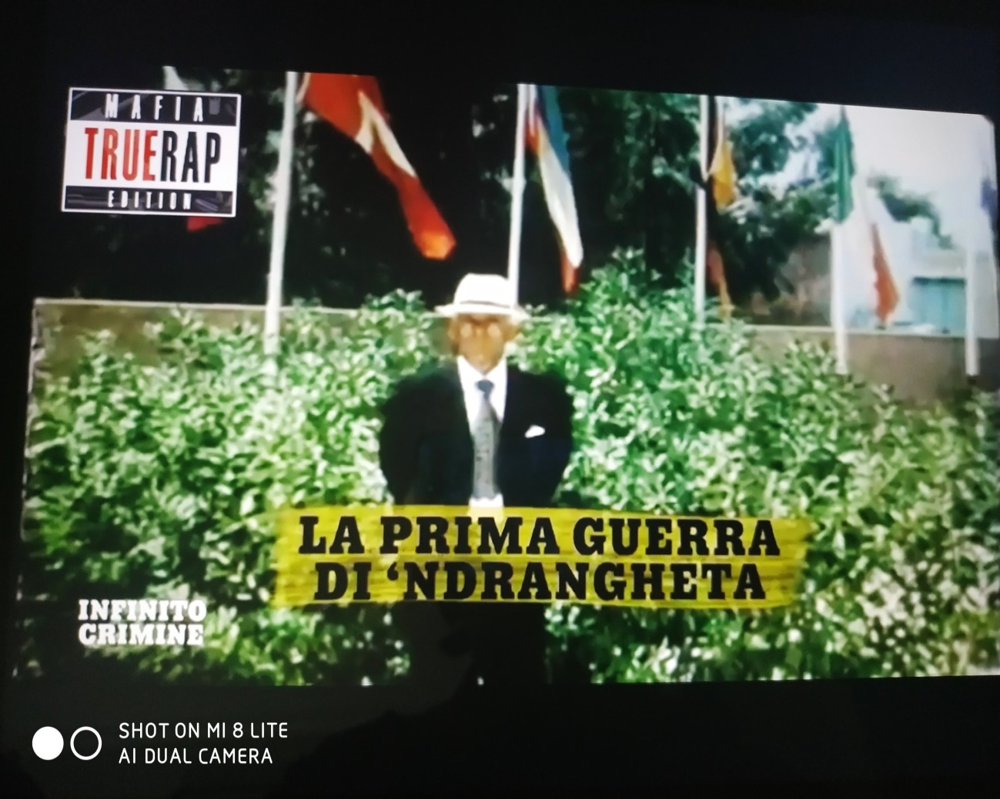 MAFIA
TRUERAP
EDITION
LA PRIMA GUERRA
DI ‘NDRANGHETA
INFINITO
CRIMINE
SHOT ON MI 8 LITE
AI DUAL CAMERA